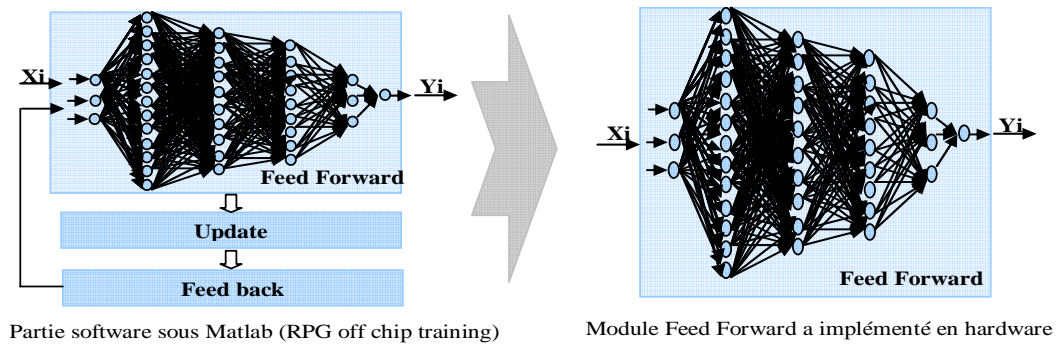 Xi
Yi
Feed Forward
Update
Feed back
Partie software sous Matlab (RPG off chip training)
Xi
Yi
Feed Forward
Module Feed Forward a implémenté en hardware